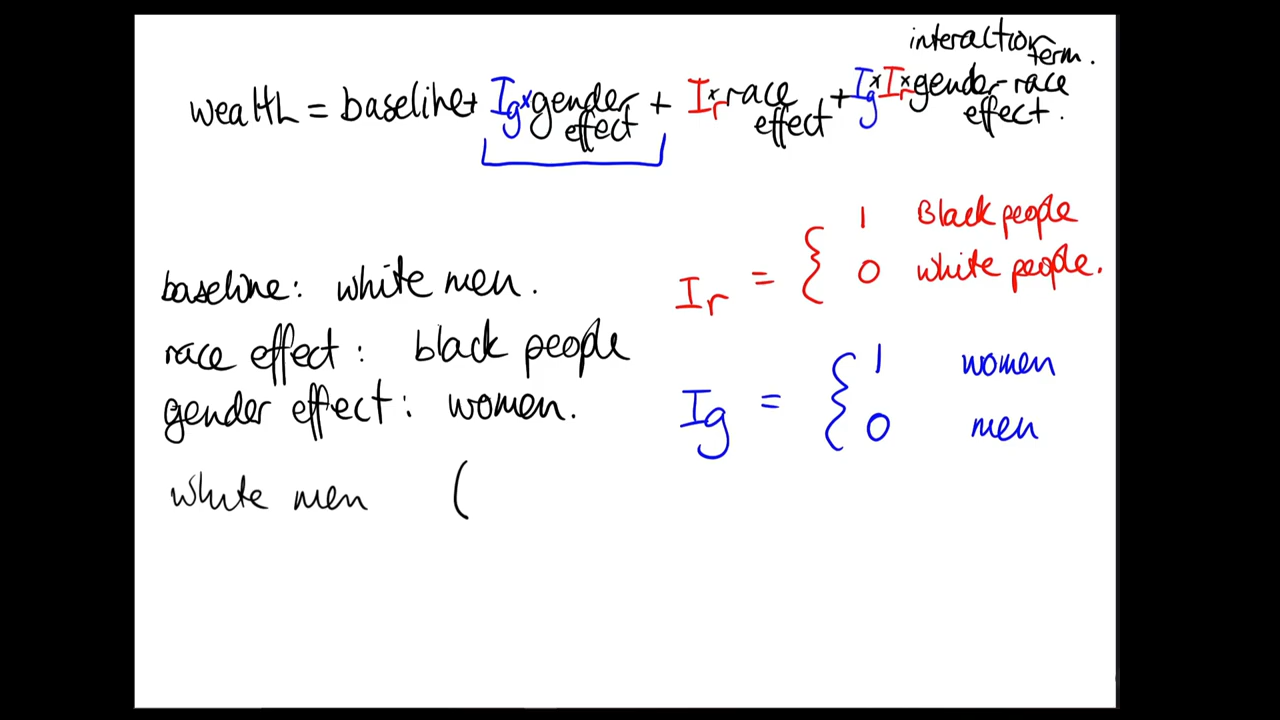 interaction term.
wealth = baseline + Ig × gender effect + Ir × race effect + Ig × Ir × gender-race effect.
Ir = { 1 Black people
0 white people.
baseline: white men.
race effect: black people
gender effect: women.
Ig = { 1 women
0 men
white men (